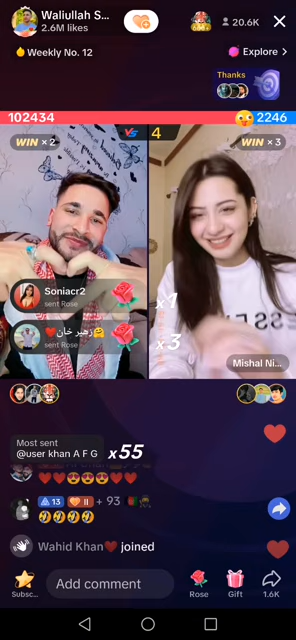 Waliullah S...
2.6M likes
20.6K
Weekly No. 12
Explore >
Thanks
102434
2246
WIN × 2
VS
4
WIN × 3
Soniacr2
sent Rose
x1
❤️زهیر خان🤗
sent Rose
x3
Mishal Ni...
Most sent
@user khan A F G
x55
❤️❤️😍😍😍❤️❤️
13
II
+ 93
🤣🤣🤣🤣
Wahid Khan❤️ joined
Subsc...
Add comment
Rose
Gift
1.6K